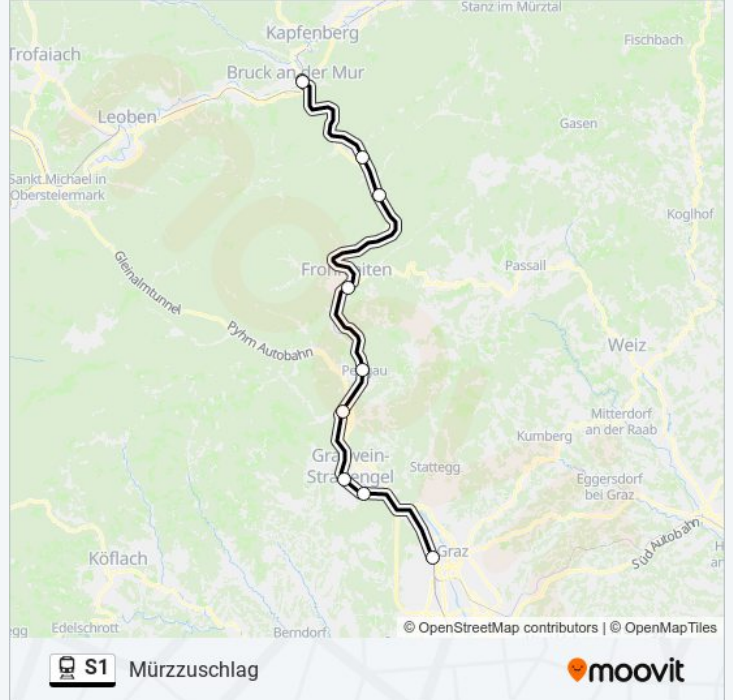 Stanz im Mürztal
Kapfenberg
Fischbach
Trofaiach
Bruck an der Mur
Leoben
Gasen
Sankt Michael in
Obersteiermark
Koglhof
Gleinalmtunnel
Passail
Pyhrn Autobahn
Weiz
Mitterdorf
an der Raab
Kumberg
Stattegg
Eggersdorf
bei Graz
Süd Autobahn
Graz
Köflach
Edelschrott
Berndorf
© OpenStreetMap contributors | © OpenMapTiles
S1 Mürzzuschlag
moovit